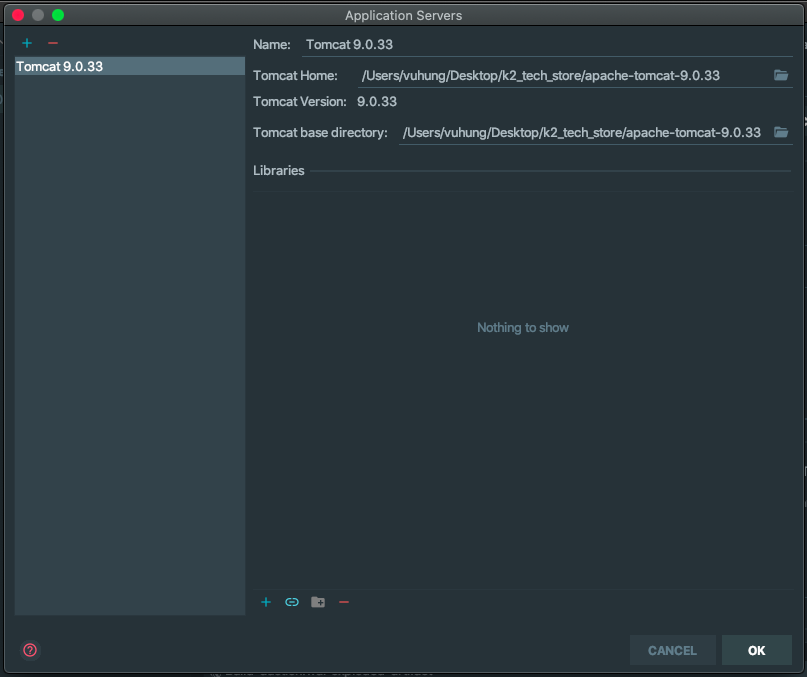 Application Servers
Tomcat 9.0.33
Name: Tomcat 9.0.33
Tomcat Home: /Users/vuhung/Desktop/k2_tech_store/apache-tomcat-9.0.33
Tomcat Version: 9.0.33
Tomcat base directory: /Users/vuhung/Desktop/k2_tech_store/apache-tomcat-9.0.33
Libraries
Nothing to show
CANCEL OK